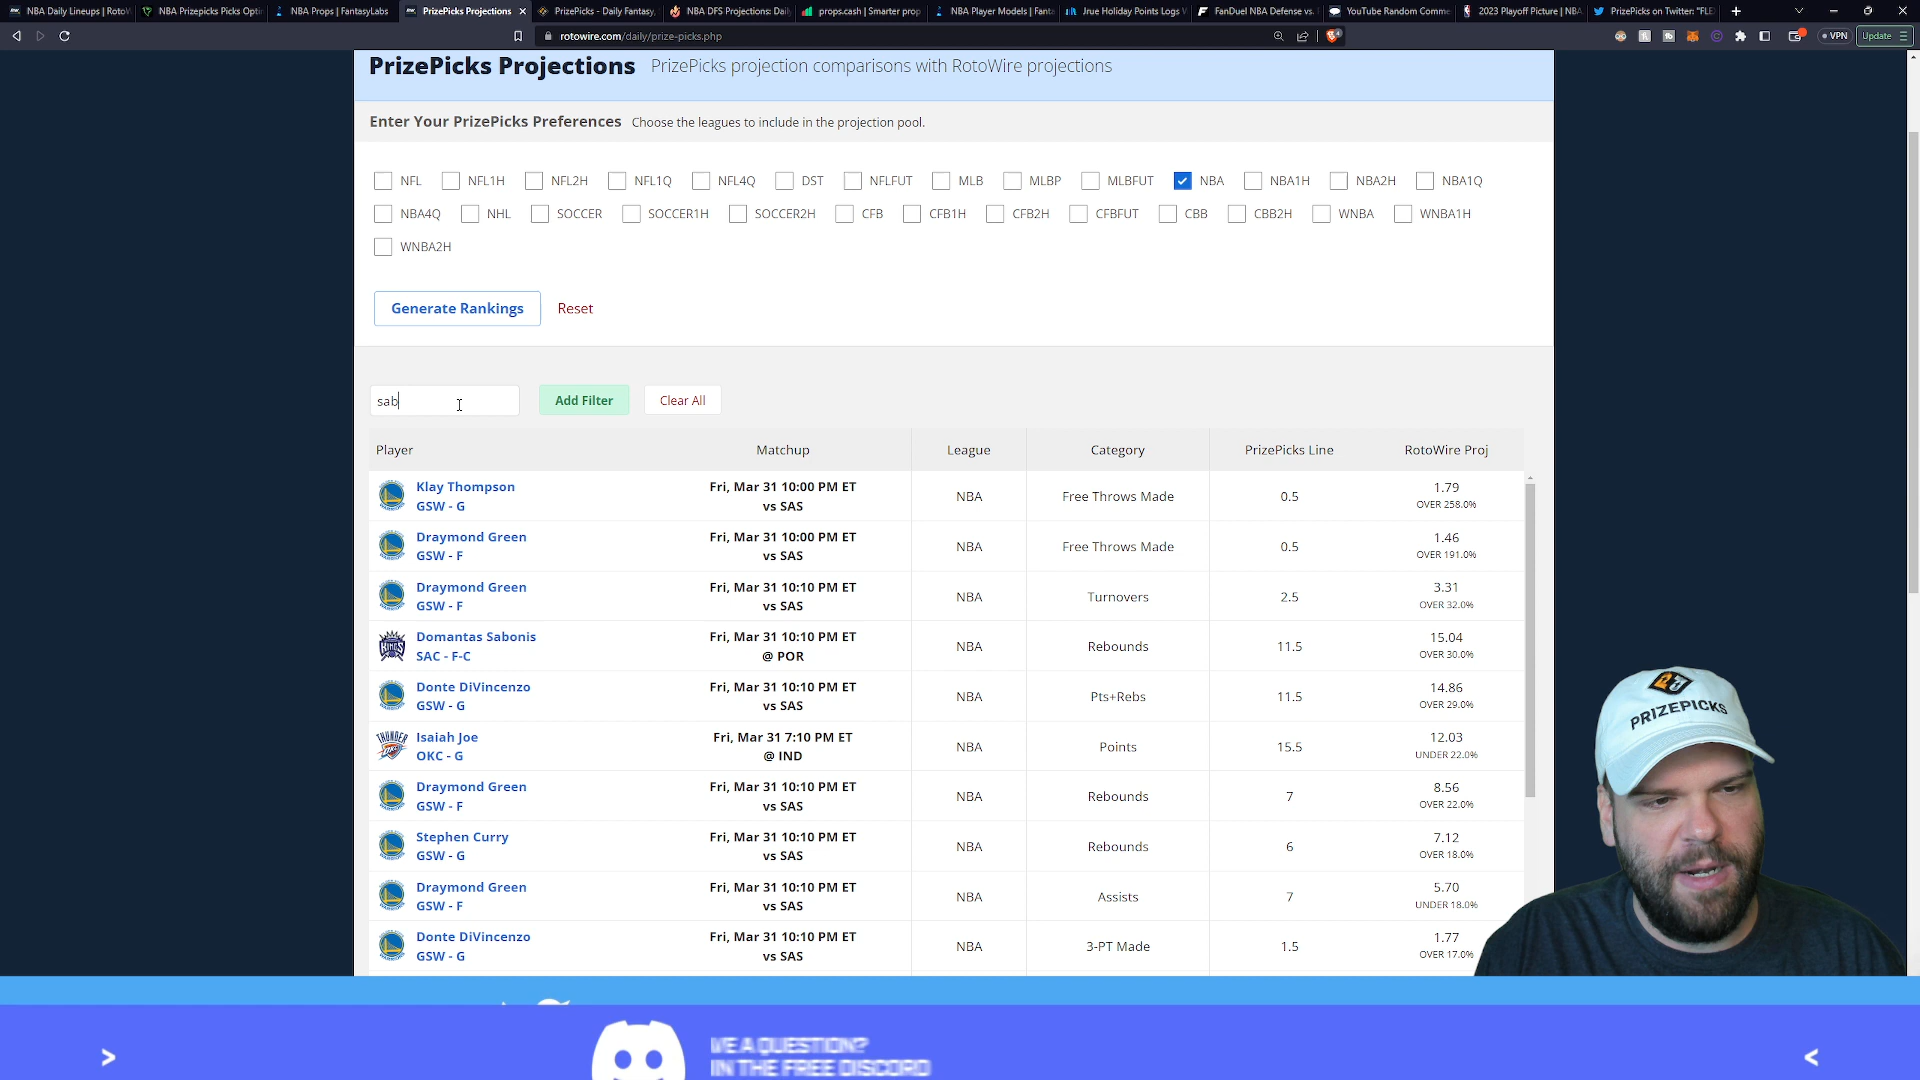 NBA Daily Lineups | RotoW
NBA Prizepicks Picks Opti
NBA Props | FantasyLabs
PrizePicks Projections
PrizePicks - Daily Fantasy,
NBA DFS Projections: Dail
props.cash | Smarter prop
NBA Player Models | Fanta
Jrue Holiday Points Logs V
FanDuel NBA Defense vs.
YouTube Random Comme
2023 Playoff Picture | NBA
PrizePicks on Twitter: "FLE
rotowire.com/daily/prize-picks.php
VPN
Update
PrizePicks Projections PrizePicks projection comparisons with RotoWire projections
Enter Your PrizePicks Preferences Choose the leagues to include in the projection pool.
NFL NFL1H NFL2H NFL1Q NFL4Q DST NFLFUT MLB MLBP MLBFUT NBA NBA1H NBA2H NBA1Q
NBA4Q NHL SOCCER SOCCER1H SOCCER2H CFB CFB1H CFB2H CFBFUT CBB CBB2H WNBA WNBA1H
WNBA2H
Generate Rankings Reset
sab Add Filter Clear All
Player Matchup League Category PrizePicks Line RotoWire Proj
Klay Thompson Fri, Mar 31 10:00 PM ET NBA Free Throws Made 0.5 1.79
GSW - G vs SAS OVER 258.0%
Draymond Green Fri, Mar 31 10:00 PM ET NBA Free Throws Made 0.5 1.46
GSW - F vs SAS OVER 191.0%
Draymond Green Fri, Mar 31 10:10 PM ET NBA Turnovers 2.5 3.31
GSW - F vs SAS OVER 32.0%
Domantas Sabonis Fri, Mar 31 10:10 PM ET NBA Rebounds 11.5 15.04
SAC - F-C @ POR OVER 30.0%
Donte DiVincenzo Fri, Mar 31 10:10 PM ET NBA Pts+Rebs 11.5 14.86
GSW - G vs SAS OVER 29.0%
Isaiah Joe Fri, Mar 31 7:10 PM ET NBA Points 15.5 12.03
OKC - G @ IND UNDER 22.0%
Draymond Green Fri, Mar 31 10:10 PM ET NBA Rebounds 7 8.56
GSW - F vs SAS OVER 22.0%
Stephen Curry Fri, Mar 31 10:10 PM ET NBA Rebounds 6 7.12
GSW - G vs SAS OVER 18.0%
Draymond Green Fri, Mar 31 10:10 PM ET NBA Assists 7 5.70
GSW - F vs SAS UNDER 18.0%
Donte DiVincenzo Fri, Mar 31 10:10 PM ET NBA 3-PT Made 1.5 1.77
GSW - G vs SAS OVER 17.0%
PRIZEPICKS
VE A QUESTION?
IN THE FREE DISCORD